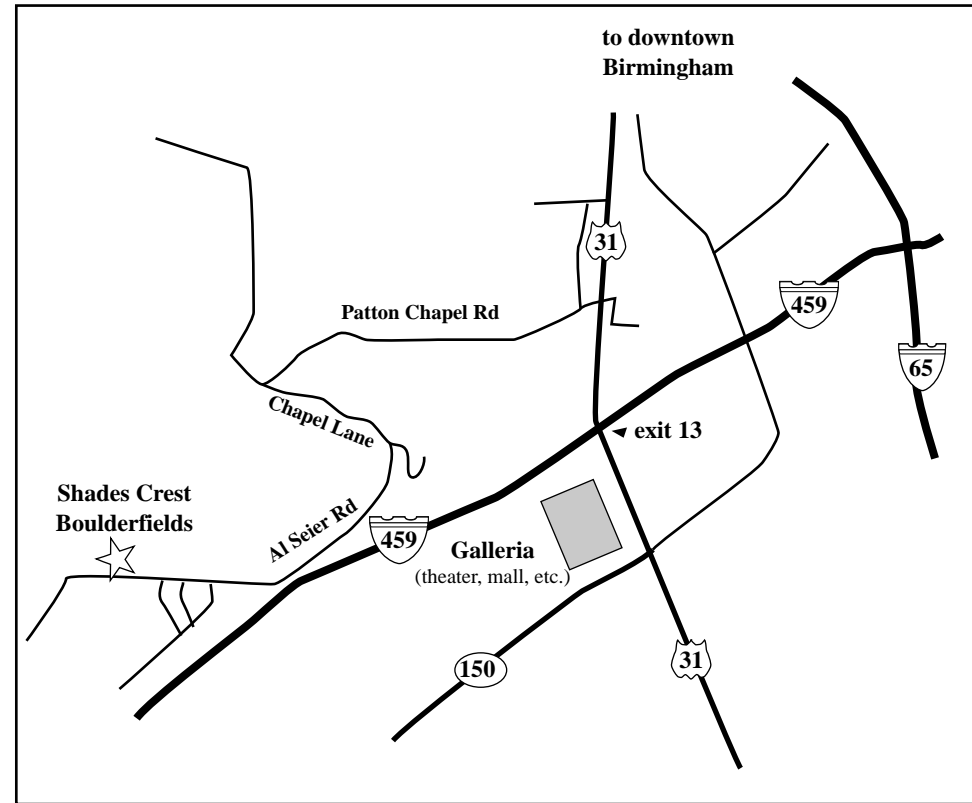 to downtown
Birmingham
31
459
Patton Chapel Rd
65
Chapel Lane
exit 13
Shades Crest
Boulderfields
Al Seier Rd
459
Galleria
(theater, mall, etc.)
150
31